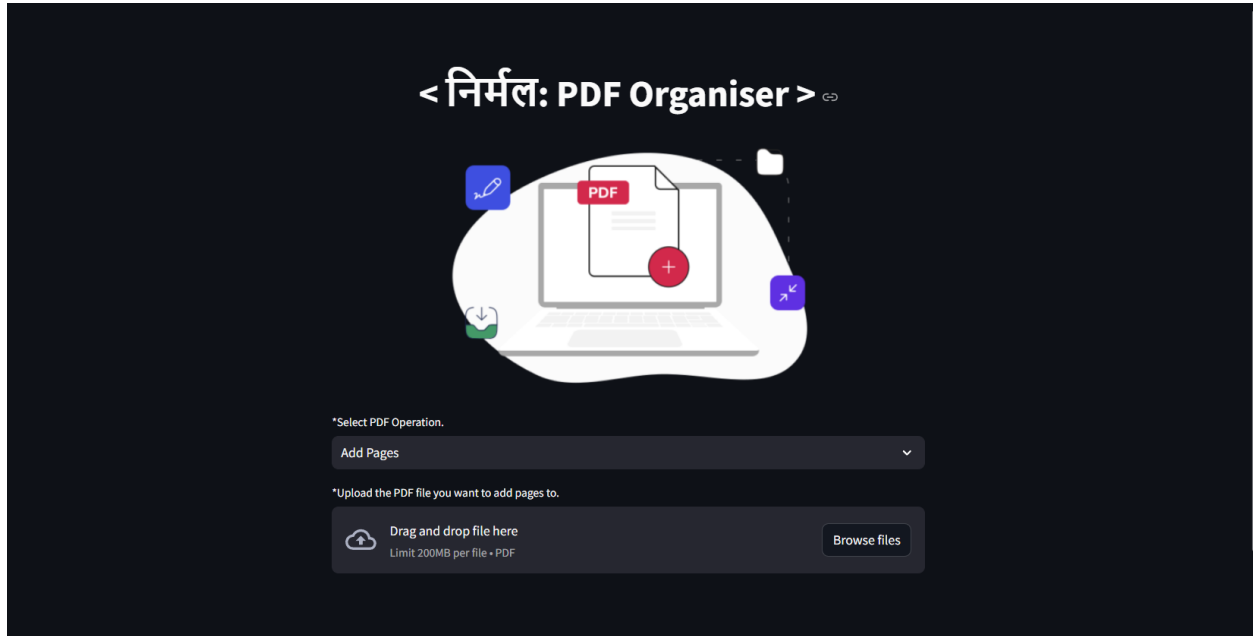 < निर्मल: PDF Organiser >
PDF
*Select PDF Operation.
Add Pages
*Upload the PDF file you want to add pages to.
Drag and drop file here
Limit 200MB per file • PDF
Browse files